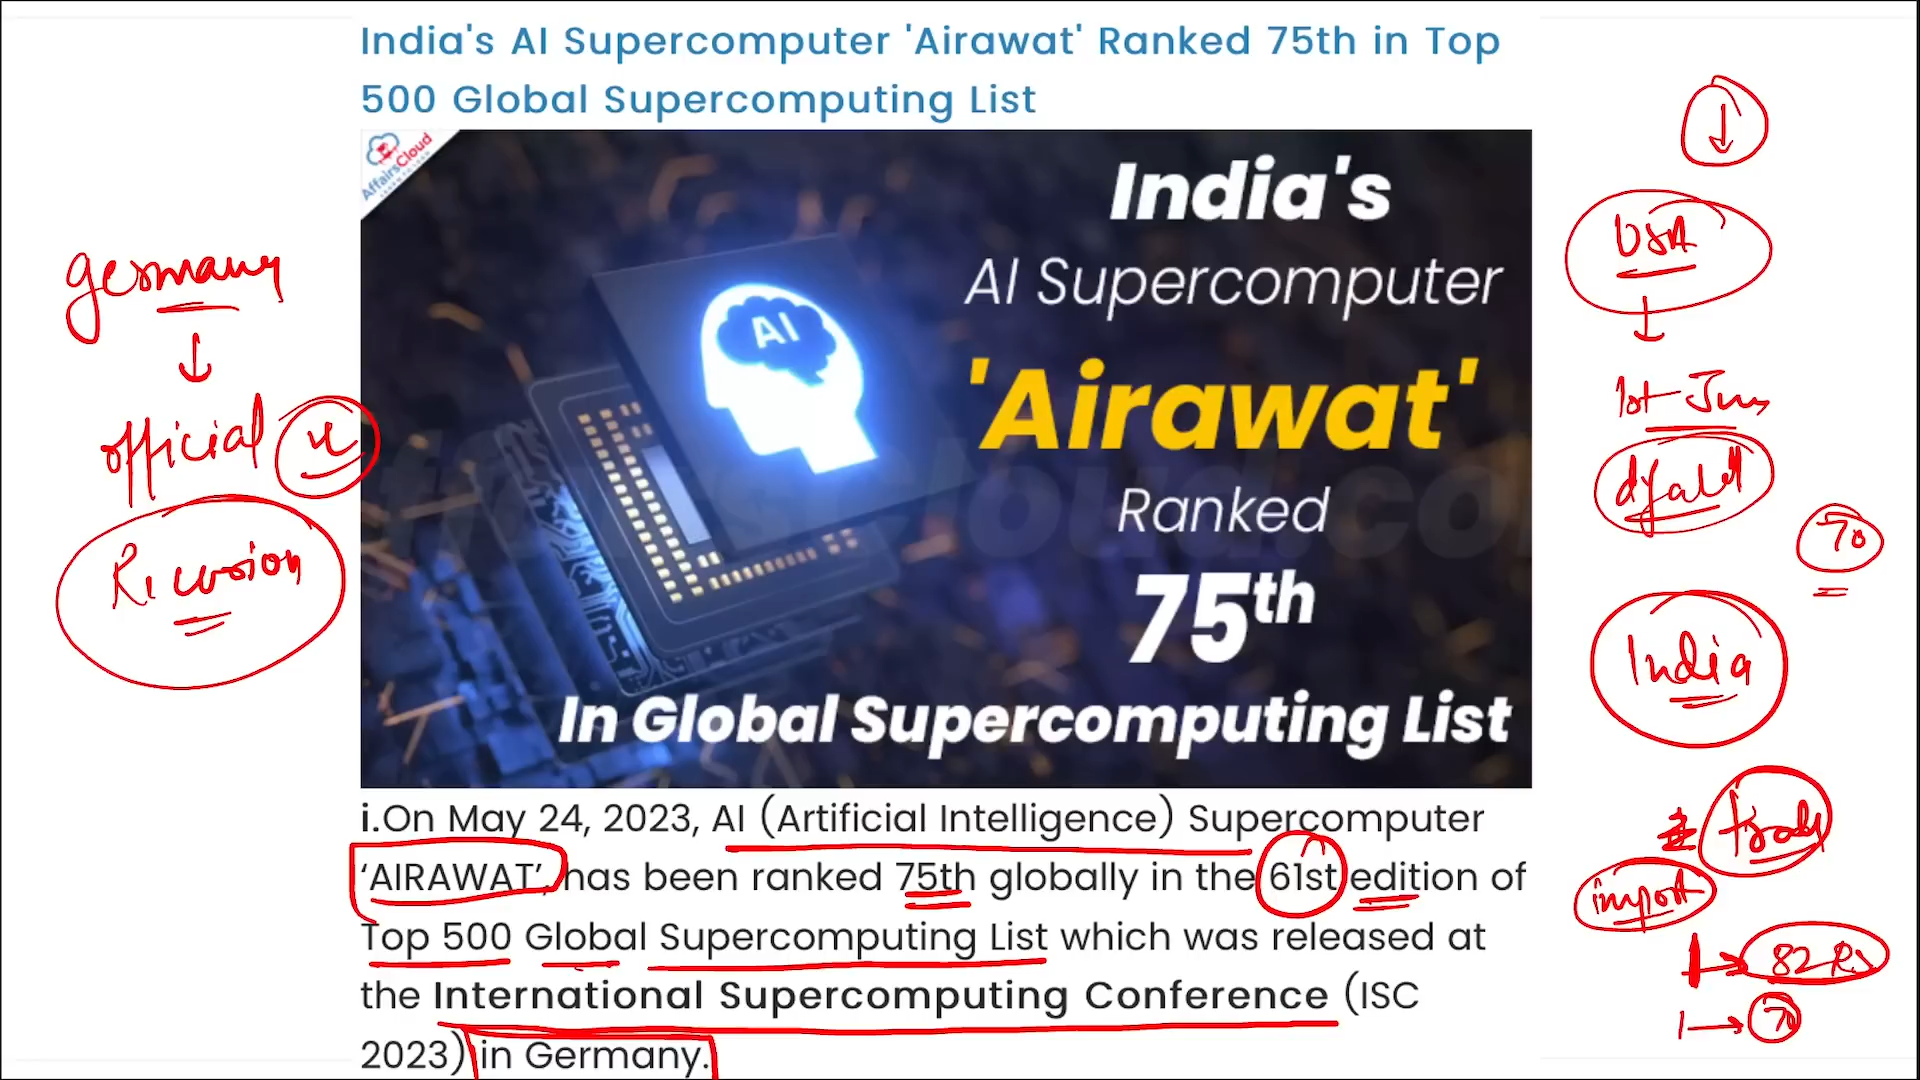 India's AI Supercomputer 'Airawat' Ranked 75th in Top
500 Global Supercomputing List
AffairsCloud
India's
AI Supercomputer
'Airawat'
Ranked
75th
In Global Supercomputing List
AI
i.On May 24, 2023, AI (Artificial Intelligence) Supercomputer
'AIRAWAT', has been ranked 75th globally in the 61st edition of
Top 500 Global Supercomputing List which was released at
the International Supercomputing Conference (ISC
2023) in Germany.
Germany
official
USA
1st Jun
70
India
import
82 Rs
70